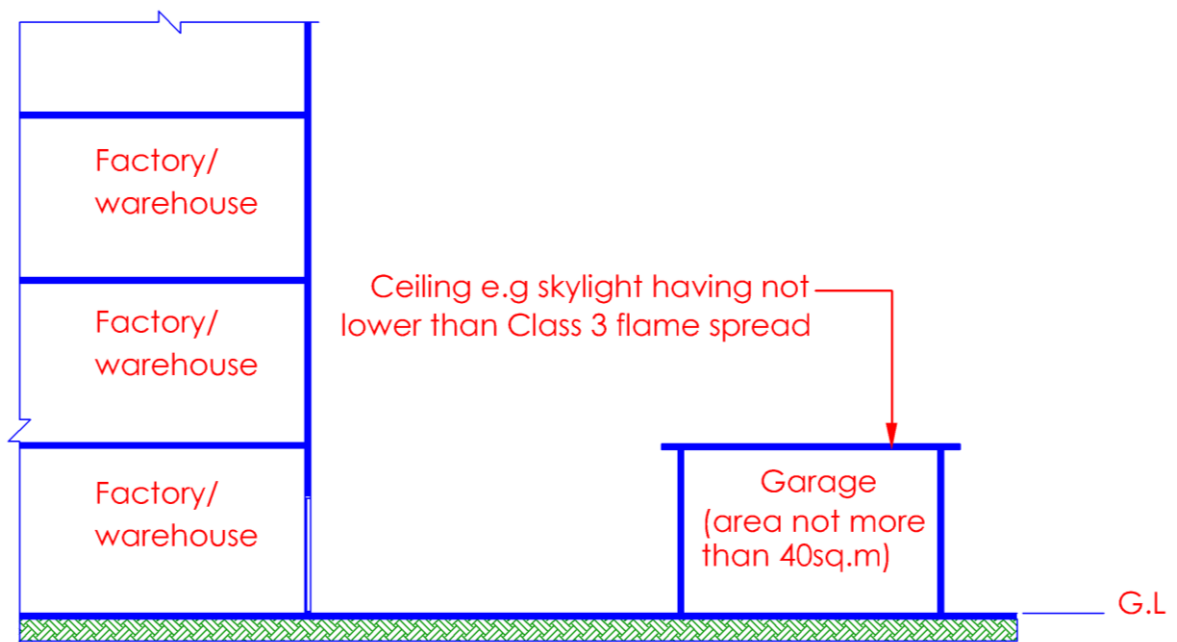 Factory/
warehouse
Factory/
warehouse
Factory/
warehouse
Ceiling e.g skylight having not
lower than Class 3 flame spread
Garage
(area not more
than 40sq.m)
G.L